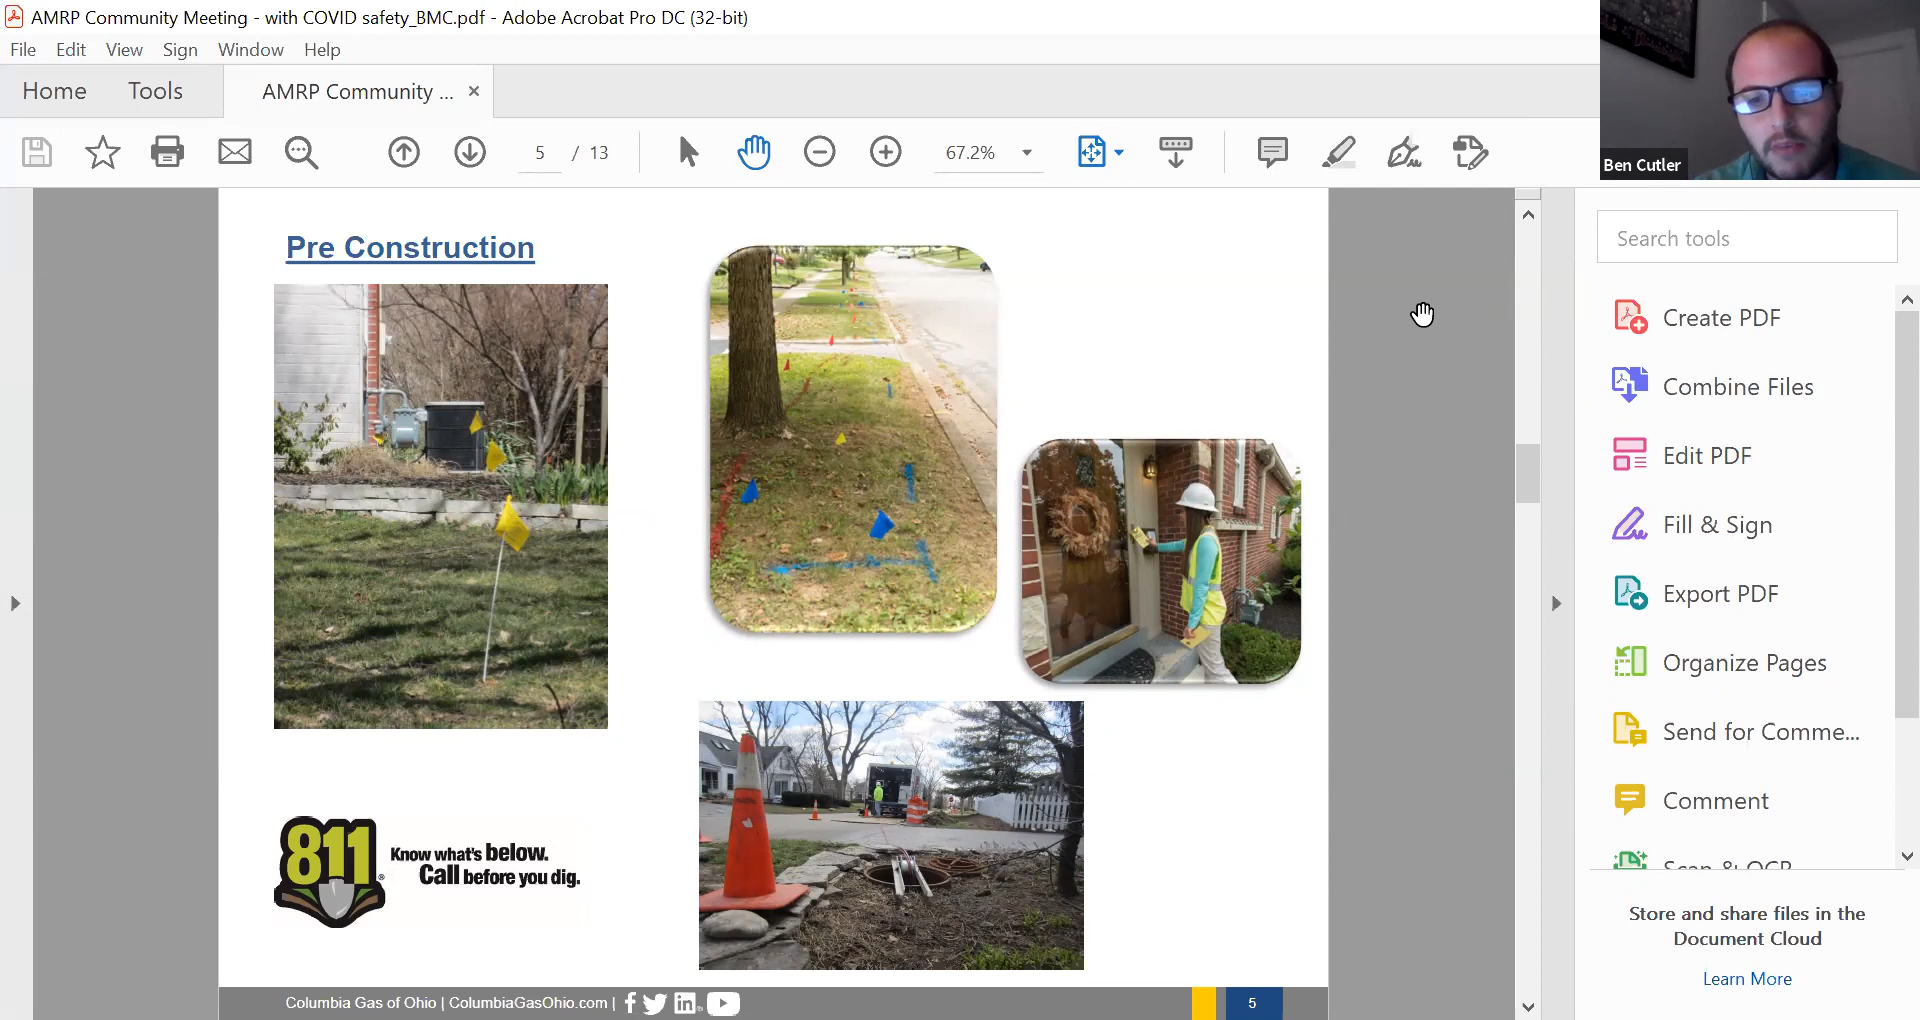 AMRP Community Meeting - with COVID safety_BMC.pdf - Adobe Acrobat Pro DC (32-bit)
File Edit View Sign Window Help
Home Tools AMRP Community ... ×
5 / 13 67.2%
Ben Cutler
Search tools
Create PDF
Combine Files
Edit PDF
Fill & Sign
Export PDF
Organize Pages
Send for Comme...
Comment
Scan & OCR
Store and share files in the
Document Cloud
Learn More
Pre Construction
811
®
Know what's below.
Call before you dig.
Columbia Gas of Ohio | ColumbiaGasOhio.com |
5